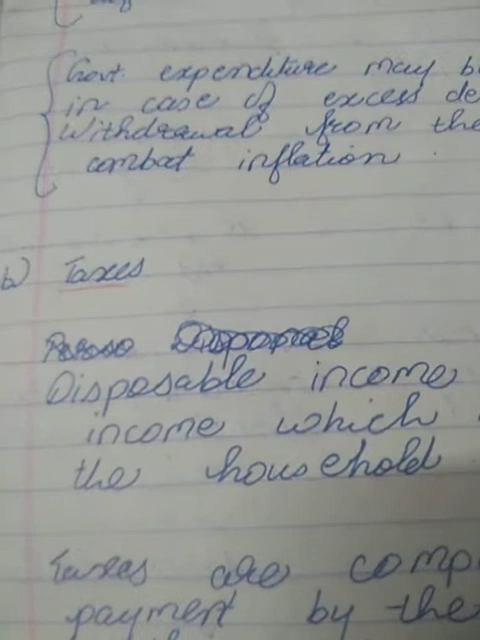 Govt. expenditure may b
in case of excess de
Withdrawal from the
combat inflation.
b) Taxes
Disposable income
income which
the household
Taxes are comp
payment by the